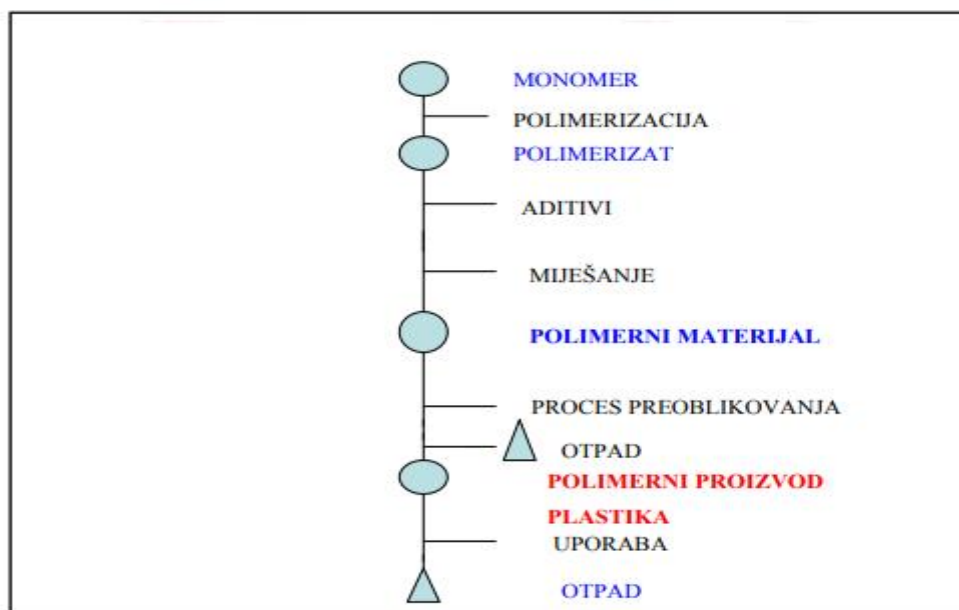 MONOMER
POLIMERIZACIJA
POLIMERIZAT
ADITIVI
MIJEŠANJE
POLIMERNI MATERIJAL
PROCES PREOBLIKOVANJA
OTPAD
POLIMERNI PROIZVOD
PLASTIKA
UPORABA
OTPAD